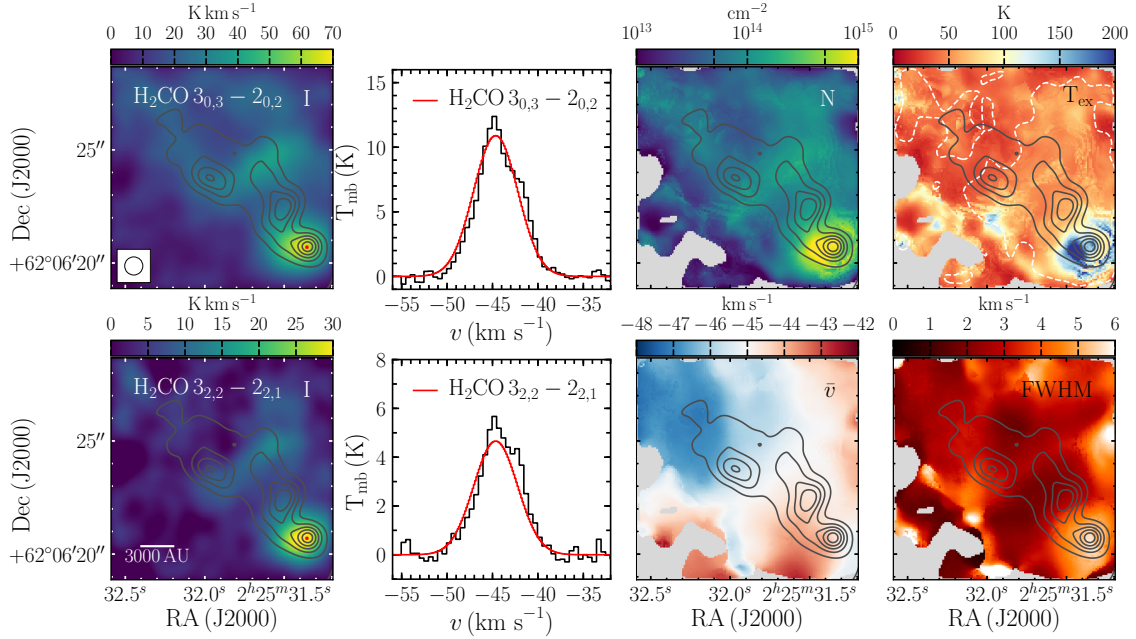 K km s⁻¹
0 10 20 30 40 50 60 70
H₂CO 3₀,₃ − 2₀,₂ I
25″
+62°06′20″
Dec (J2000)
H₂CO 3₀,₃ − 2₀,₂
15
10
5
0
T_mb (K)
−55 −50 −45 −40 −35
v (km s⁻¹)
cm⁻²
10¹³ 10¹⁴ 10¹⁵
N
K
0 50 100 150 200
T_ex
K km s⁻¹
0 5 10 15 20 25 30
H₂CO 3₂,₂ − 2₂,₁ I
25″
+62°06′20″
Dec (J2000)
3000 AU
32.5ˢ 32.0ˢ 2ʰ25ᵐ31.5ˢ
RA (J2000)
H₂CO 3₂,₂ − 2₂,₁
8
6
4
2
0
T_mb (K)
−55 −50 −45 −40 −35
v (km s⁻¹)
km s⁻¹
−48 −47 −46 −45 −44 −43 −42
v̄
32.5ˢ 32.0ˢ 2ʰ25ᵐ31.5ˢ
RA (J2000)
km s⁻¹
0 1 2 3 4 5 6
FWHM
32.5ˢ 32.0ˢ 2ʰ25ᵐ31.5ˢ
RA (J2000)